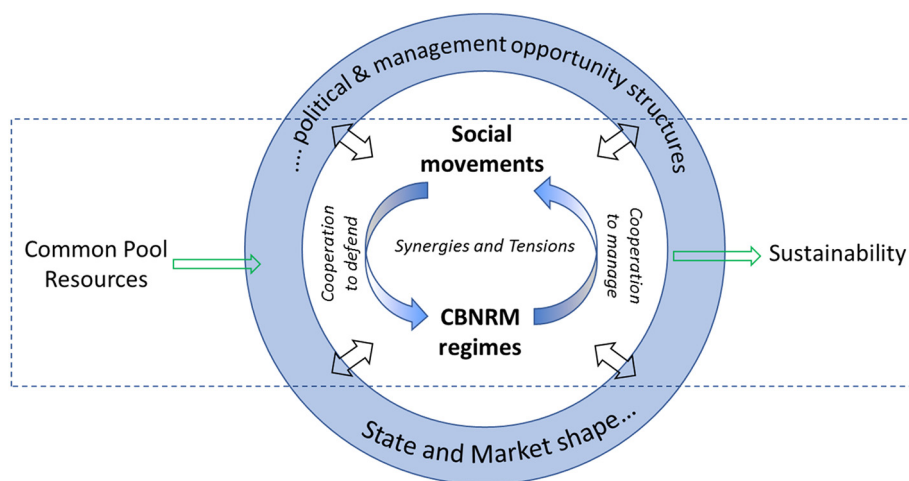 .... political & management opportunity structures
Social
movements
Cooperation
to defend
Synergies and Tensions
Cooperation
to manage
Common Pool
Resources
Sustainability
CBNRM
regimes
State and Market shape...